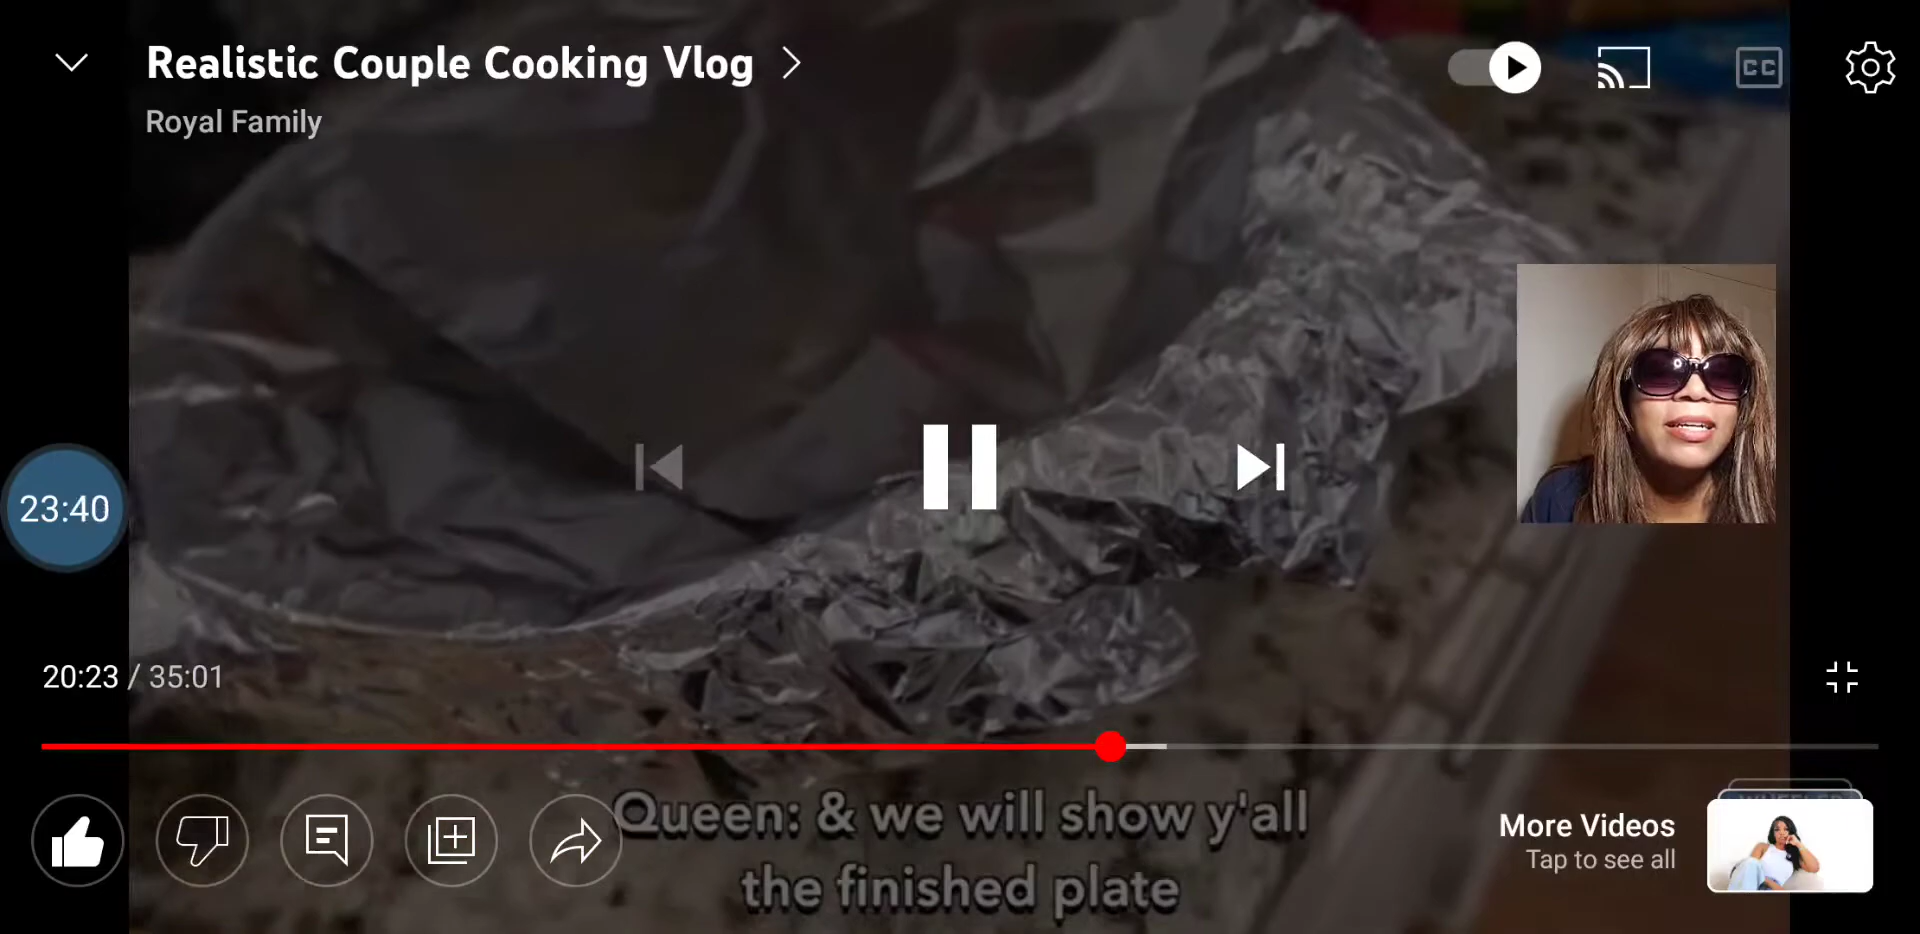 Realistic Couple Cooking Vlog
Royal Family
CC
23:40
20:23 / 35:01
Queen: & we will show y'all
the finished plate
More Videos
Tap to see all